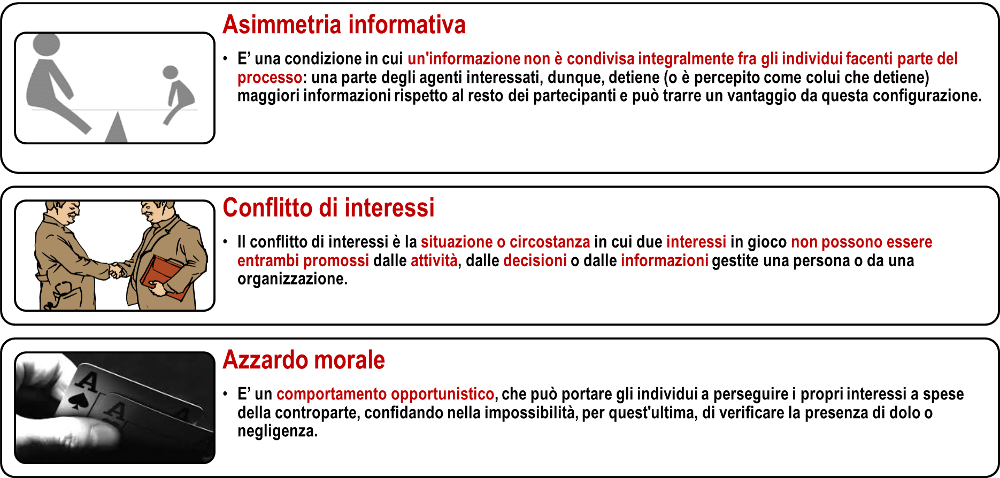 Asimmetria informativa
• E’ una condizione in cui un'informazione non è condivisa integralmente fra gli individui facenti parte del
processo: una parte degli agenti interessati, dunque, detiene (o è percepito come colui che detiene)
maggiori informazioni rispetto al resto dei partecipanti e può trarre un vantaggio da questa configurazione.
Conflitto di interessi
• Il conflitto di interessi è la situazione o circostanza in cui due interessi in gioco non possono essere
entrambi promossi dalle attività, dalle decisioni o dalle informazioni gestite una persona o da una
organizzazione.
Azzardo morale
• E’ un comportamento opportunistico, che può portare gli individui a perseguire i propri interessi a spese
della controparte, confidando nella impossibilità, per quest'ultima, di verificare la presenza di dolo o
negligenza.
A
A
A